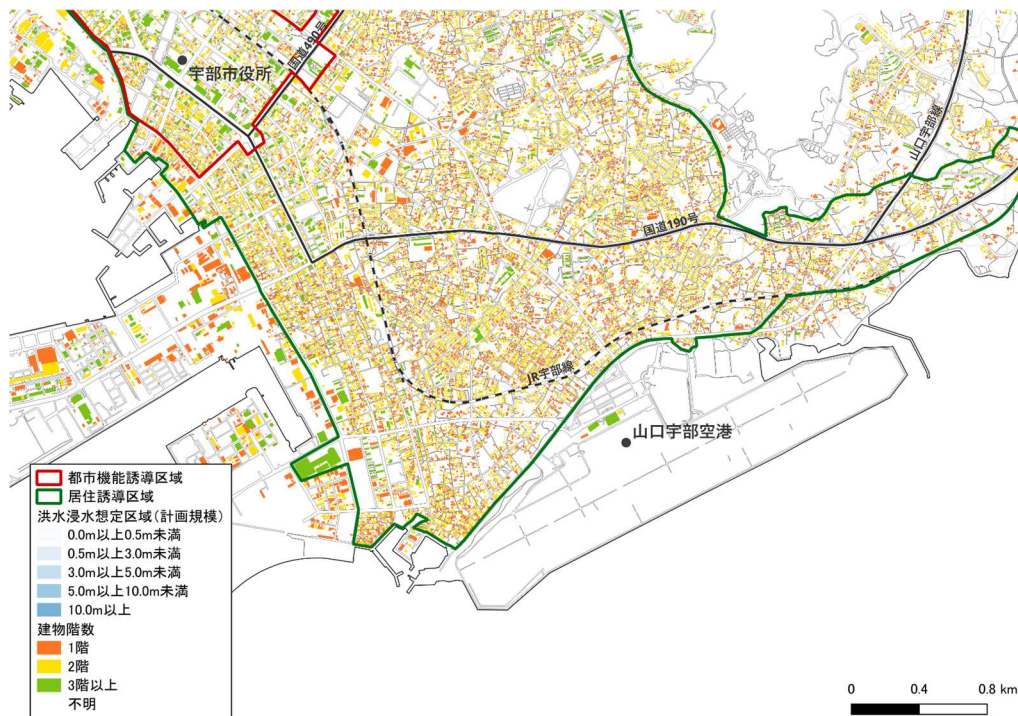 宇部市役所
国道490号
山口宇部線
国道190号
JR宇部線
山口宇部空港
都市機能誘導区域
居住誘導区域
洪水浸水想定区域(計画規模)
0.0m以上0.5m未満
0.5m以上3.0m未満
3.0m以上5.0m未満
5.0m以上10.0m未満
10.0m以上
建物階数
1階
2階
3階以上
不明
0 0.4 0.8 km